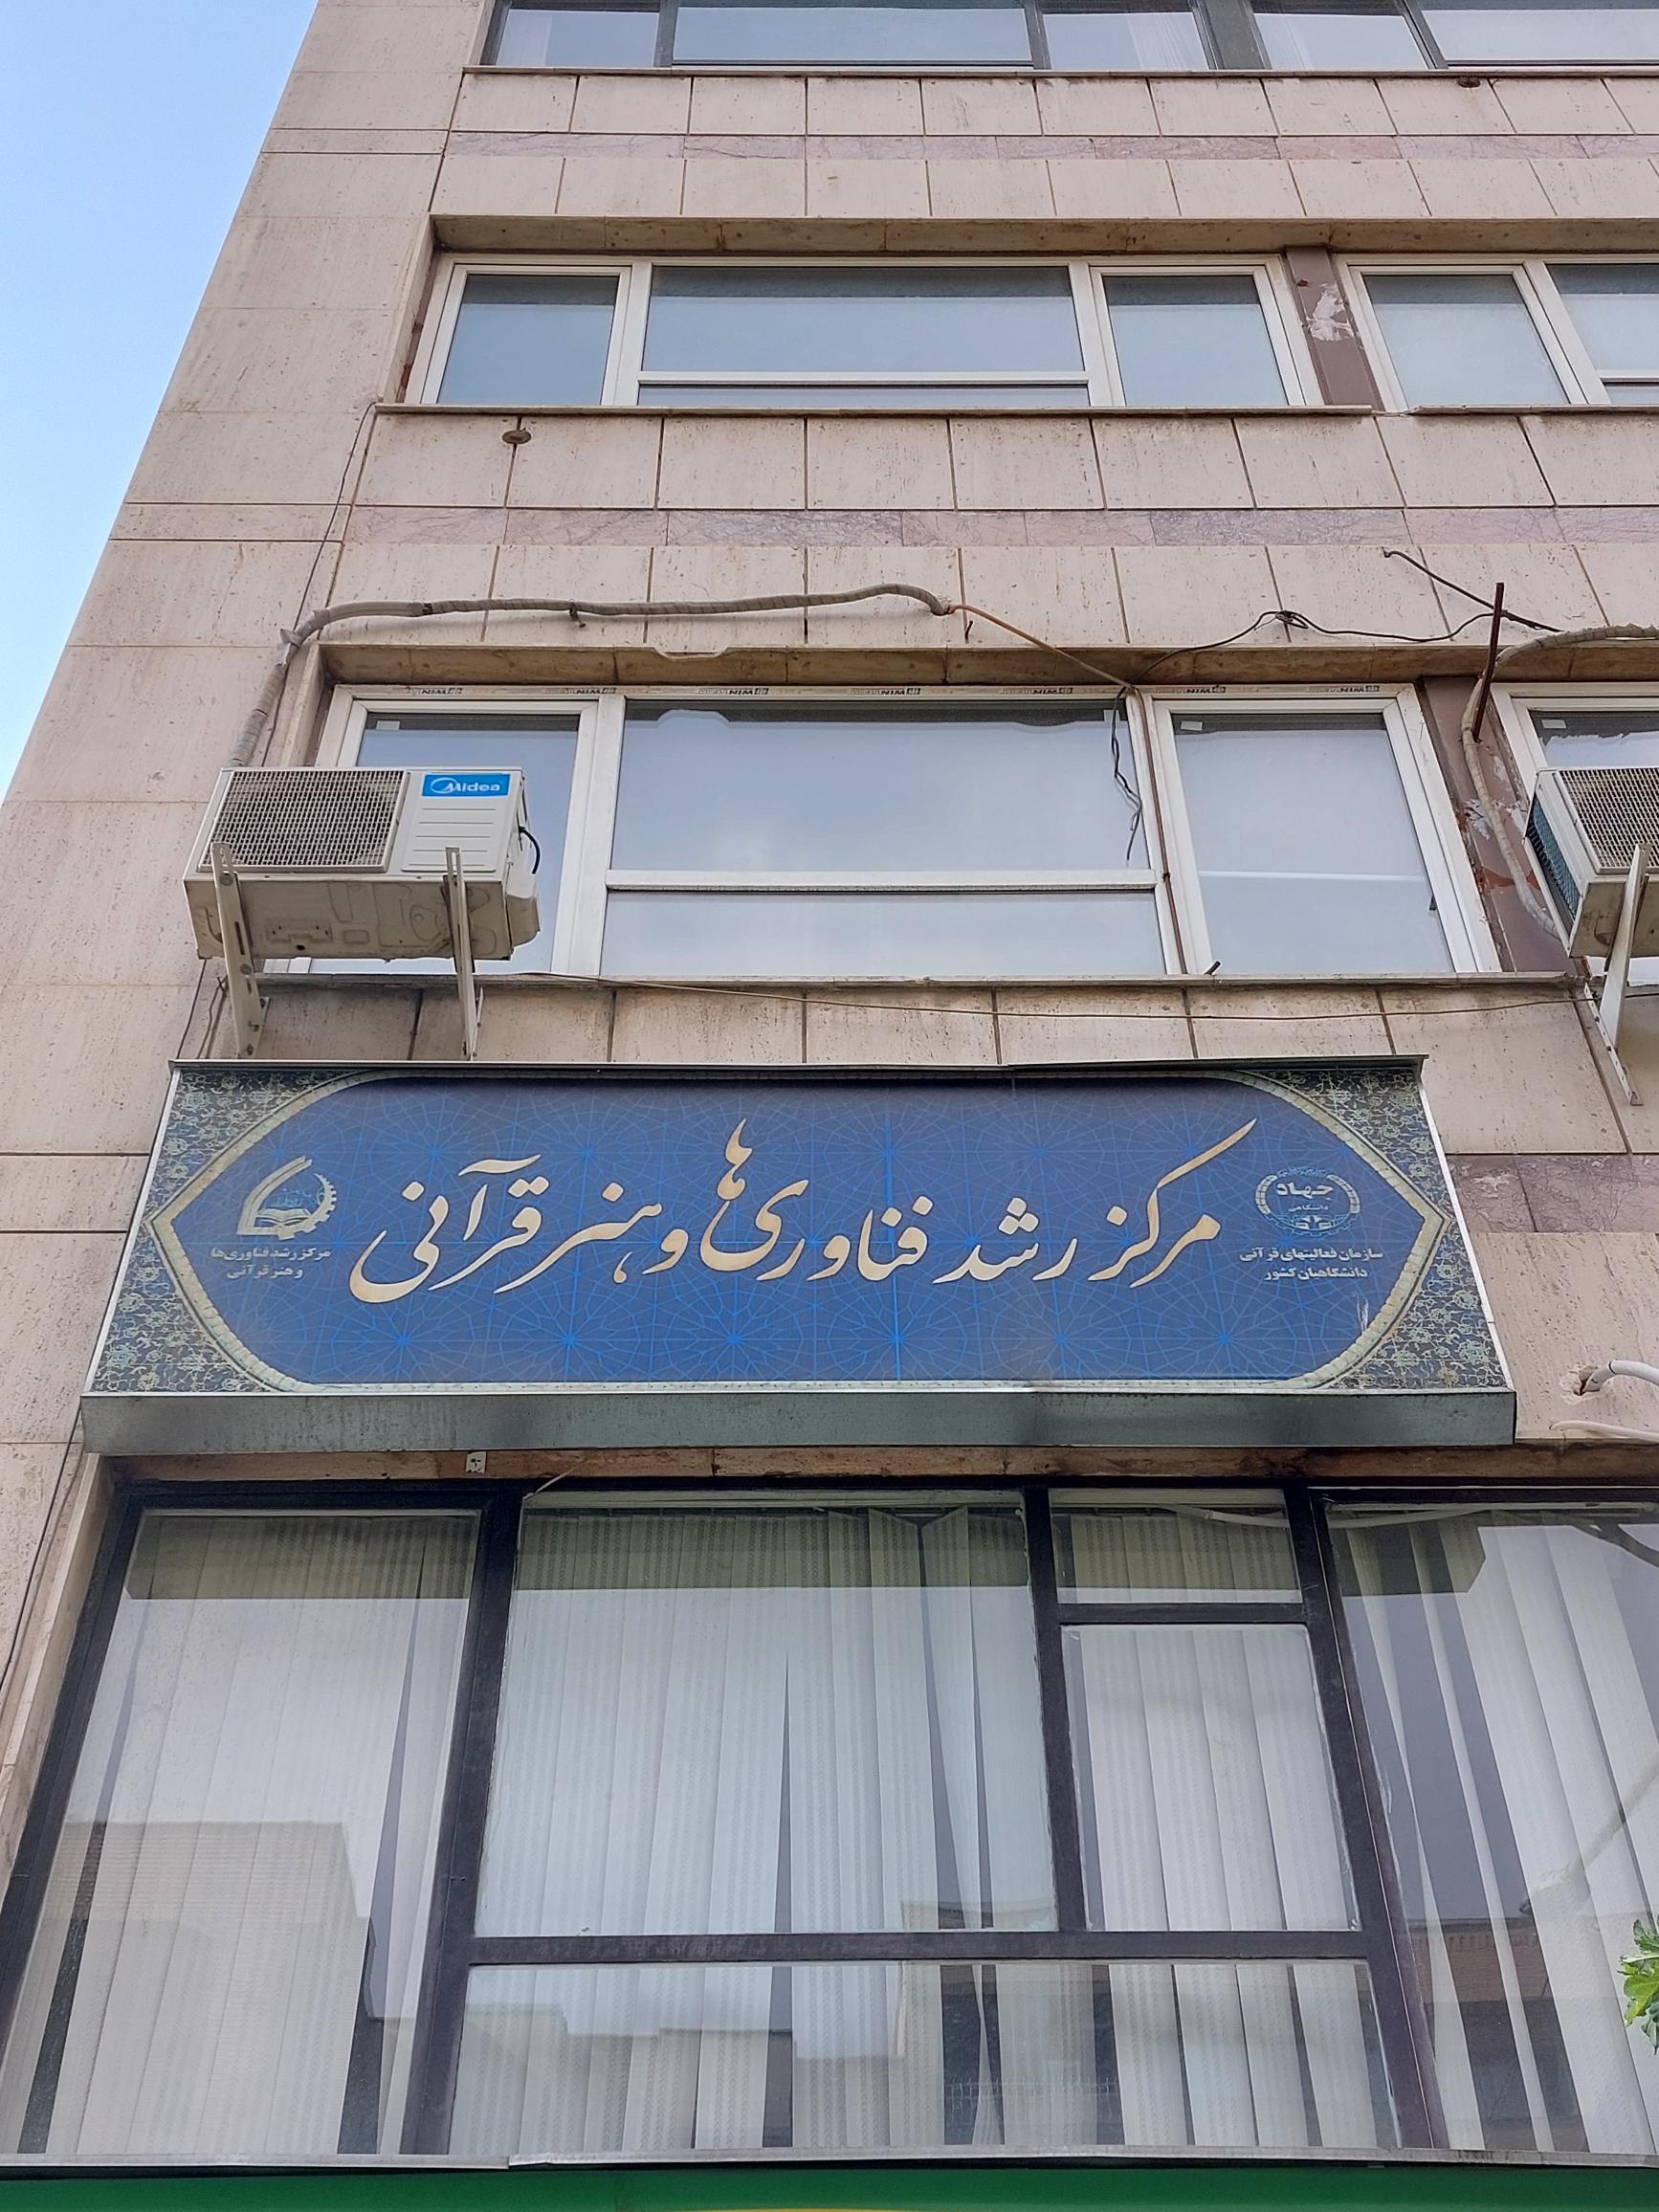 Midea
WIN
مرکز رشد فناوری‌ها و هنر قرآنی
جهاد
دانشگاهی
سازمان فعالیتهای قرآنی
دانشگاهیان کشور
مرکز رشد فناوری‌ها
و هنر قرآنی